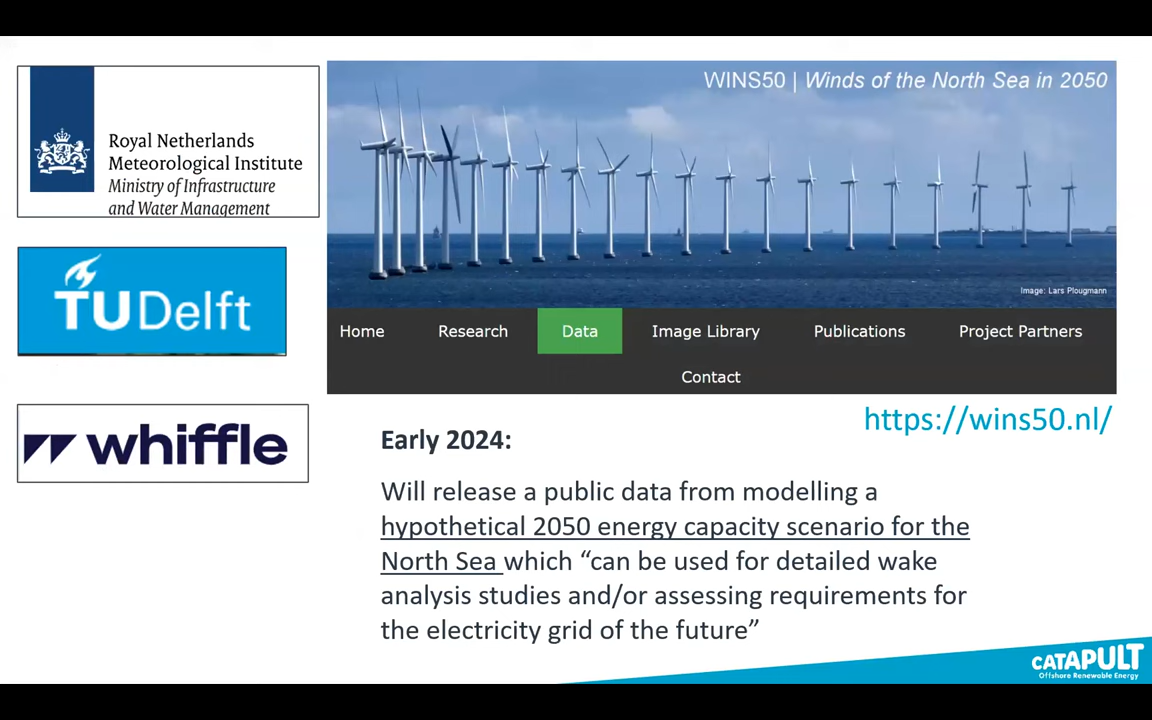 Royal Netherlands
Meteorological Institute
Ministry of Infrastructure
and Water Management
TUDelft
whiffle
WINS50 | Winds of the North Sea in 2050
Image: Lars Plougmann
Home Research Data Image Library Publications Project Partners
Contact
https://wins50.nl/
Early 2024:
Will release a public data from modelling a
hypothetical 2050 energy capacity scenario for the
North Sea which “can be used for detailed wake
analysis studies and/or assessing requirements for
the electricity grid of the future”
CATAPULT
Offshore Renewable Energy